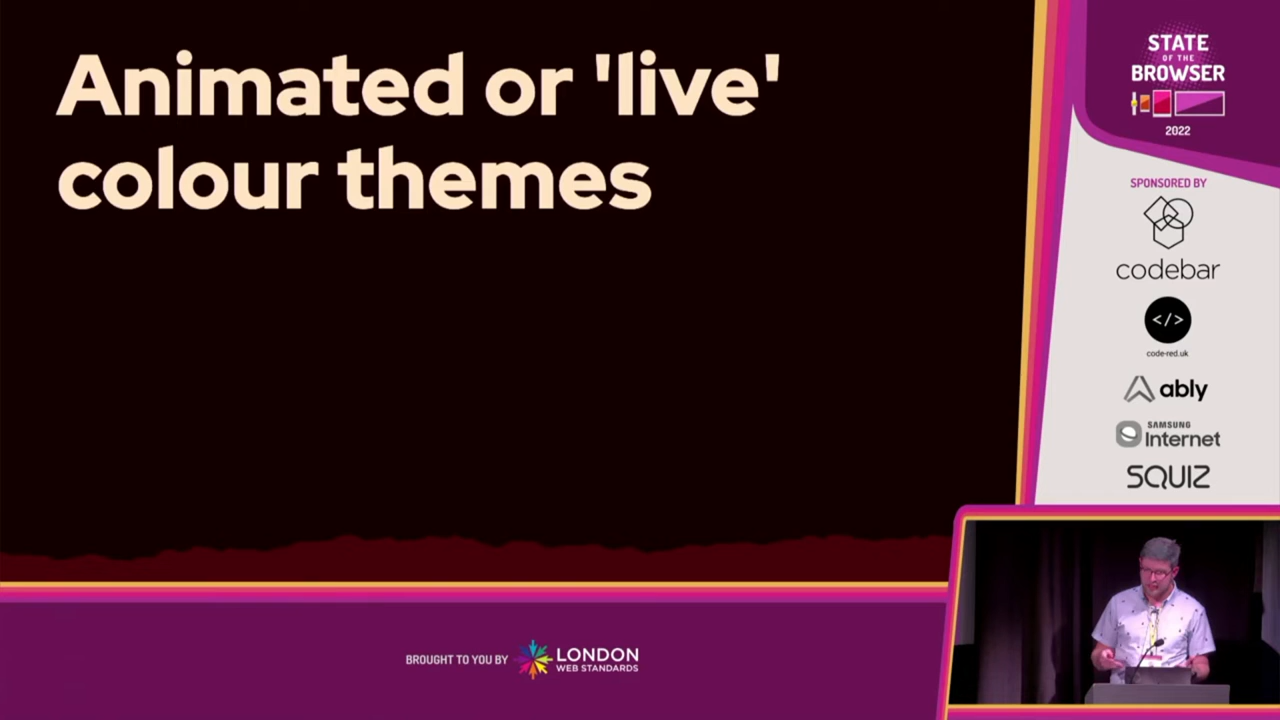 Animated or 'live'
colour themes
STATE
OF THE
BROWSER
2022
SPONSORED BY
codebar
</>
code-red.uk
ably
SAMSUNG
Internet
SQUIZ
BROUGHT TO YOU BY
LONDON
WEB STANDARDS